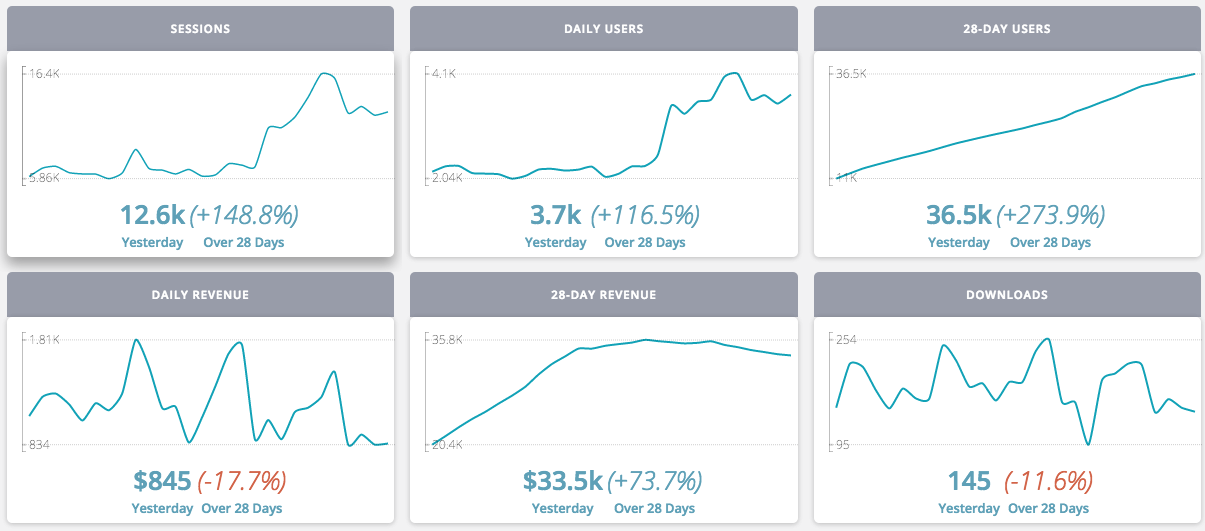 SESSIONS
16.4K
5.86K
12.6k (+148.8%)
Yesterday Over 28 Days
DAILY USERS
4.1K
2.04K
3.7k (+116.5%)
Yesterday Over 28 Days
28-DAY USERS
36.5K
11K
36.5k (+273.9%)
Yesterday Over 28 Days
DAILY REVENUE
1.81K
834
$845 (-17.7%)
Yesterday Over 28 Days
28-DAY REVENUE
35.8K
20.4K
$33.5k (+73.7%)
Yesterday Over 28 Days
DOWNLOADS
254
95
145 (-11.6%)
Yesterday Over 28 Days